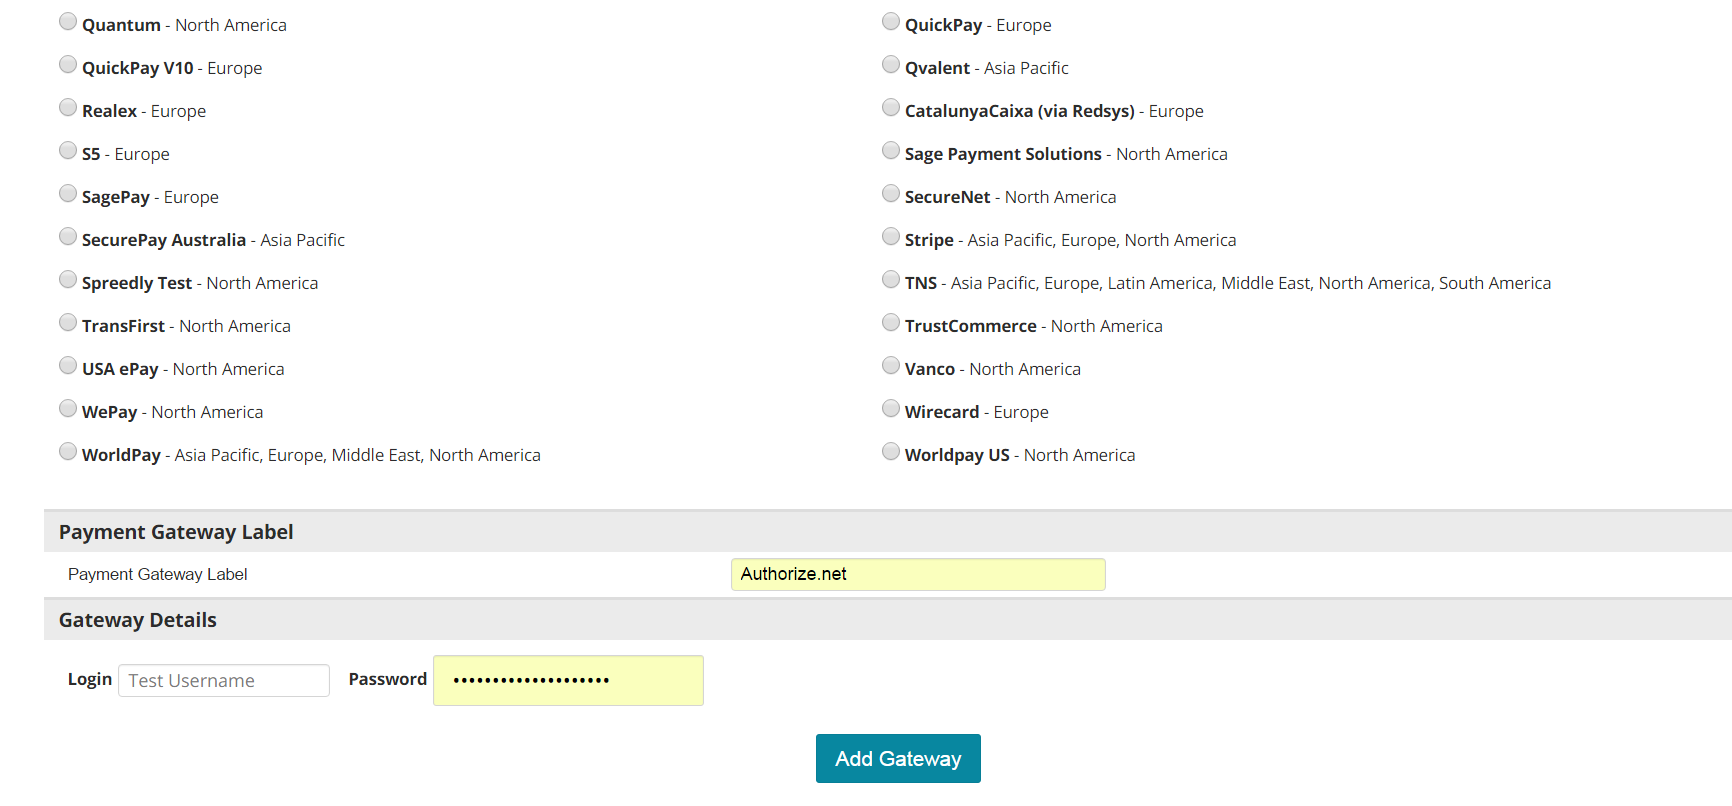 Quantum - North America
QuickPay - Europe
QuickPay V10 - Europe
Qvalent - Asia Pacific
Realex - Europe
CatalunyaCaixa (via Redsys) - Europe
S5 - Europe
Sage Payment Solutions - North America
SagePay - Europe
SecureNet - North America
SecurePay Australia - Asia Pacific
Stripe - Asia Pacific, Europe, North America
Spreedly Test - North America
TNS - Asia Pacific, Europe, Latin America, Middle East, North America, South America
TransFirst - North America
TrustCommerce - North America
USA ePay - North America
Vanco - North America
WePay - North America
Wirecard - Europe
WorldPay - Asia Pacific, Europe, Middle East, North America
Worldpay US - North America
Payment Gateway Label
Payment Gateway Label Authorize.net
Gateway Details
Login Test Username Password ••••••••••••••••••••
Add Gateway